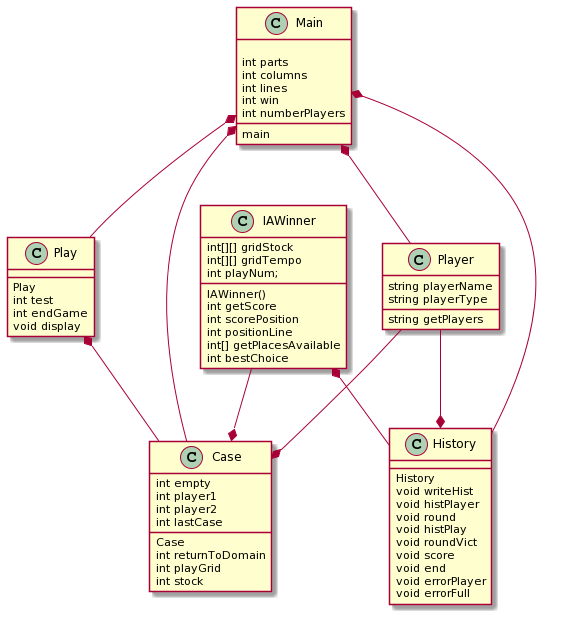 C Main
int parts
int columns
int lines
int win
int numberPlayers
main
C IAWinner
int[][] gridStock
int[][] gridTempo
int playNum;
IAWinner()
int getScore
int scorePosition
int positionLine
int[] getPlacesAvailable
int bestChoice
C Play
Play
int test
int endGame
void display
C Player
string playerName
string playerType
string getPlayers
C Case
int empty
int player1
int player2
int lastCase
Case
int returnToDomain
int playGrid
int stock
C History
History
void writeHist
void histPlayer
void round
void histPlay
void roundVict
void score
void end
void errorPlayer
void errorFull